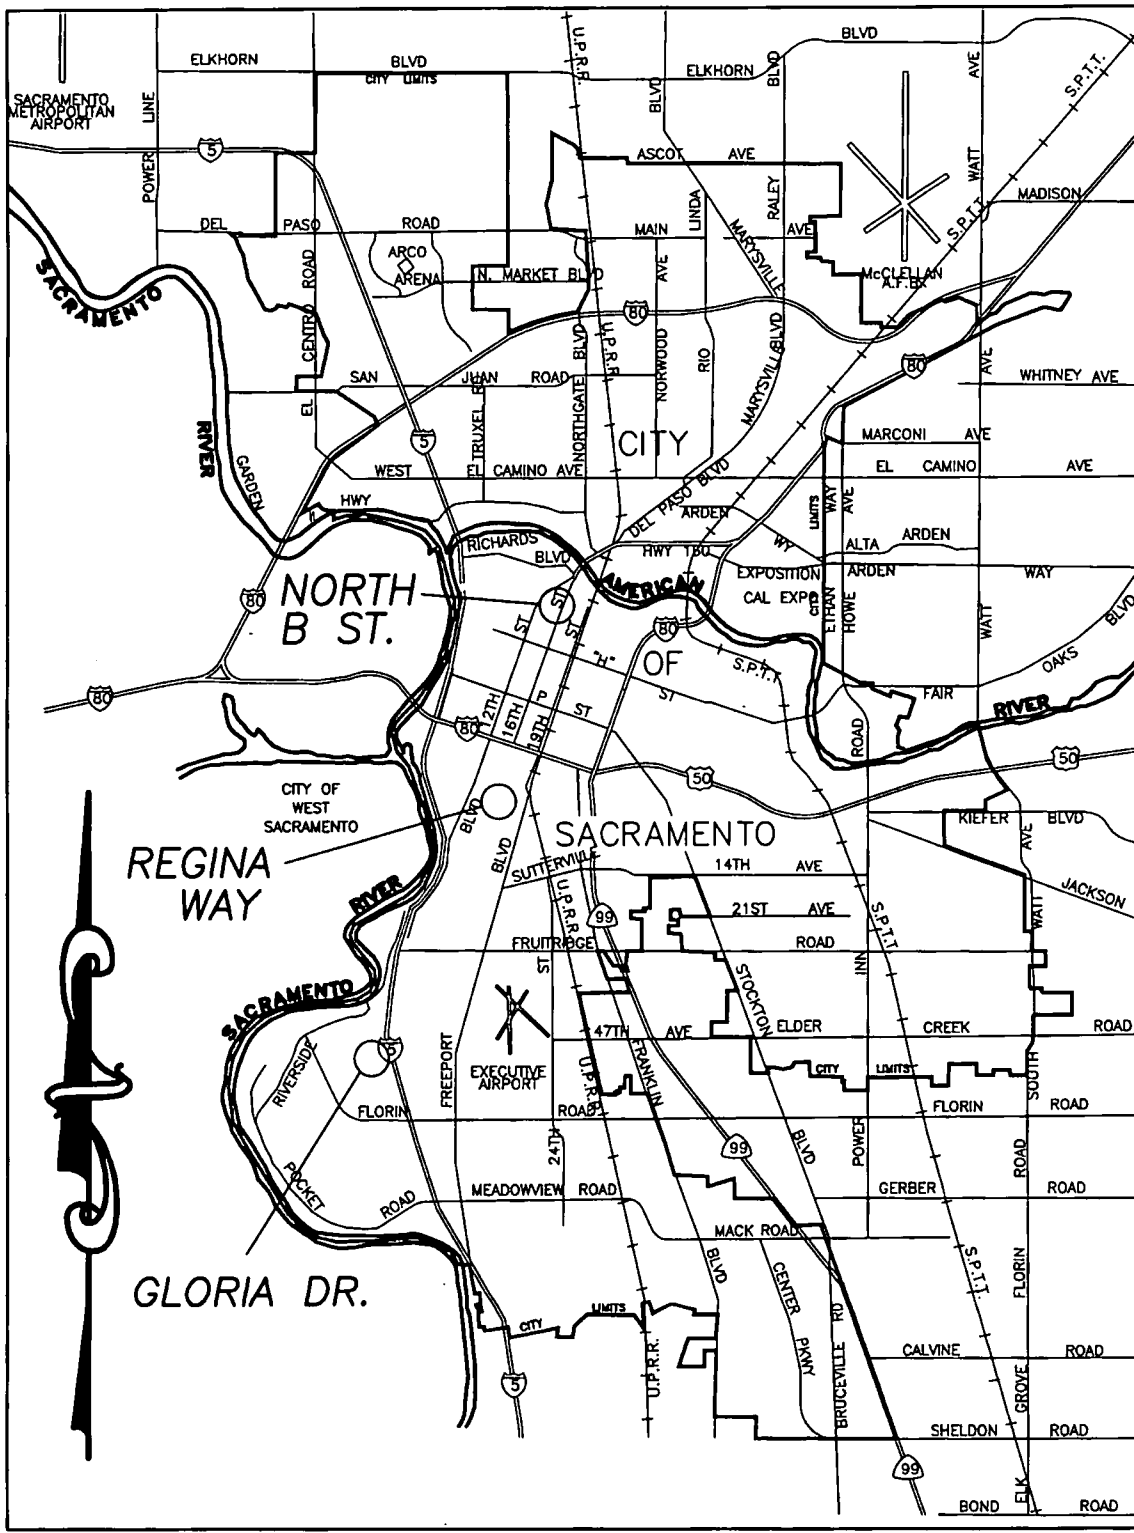 ELKHORN BLVD
CITY LIMITS
ELKHORN
BLVD
BLVD
BLVD
AVE
U.P.R.R.
S.P.T.T.
SACRAMENTO
METROPOLITAN
AIRPORT
POWER LINE
5
ASCOT AVE
RALEY
LINDA
WATT
MADISON
S.P.T.T.
DEL PASO ROAD
MAIN AVE
ARCO
ARENA
N. MARKET BLVD
MARYSVILLE
McCLELLAN
A.F.B.
SACRAMENTO
EL CENTRO ROAD
80
BLVD
U.P.R.R.
AVE
NORWOOD
RIO
MARYSVILLE BLVD
80
AVE
SAN JUAN ROAD
WHITNEY AVE
TRUXEL RD
NORTHGATE
RIVER
5
CITY
MARCONI AVE
GARDEN
HWY
WEST EL CAMINO AVE
EL CAMINO AVE
DEL PASO BLVD
ARDEN
WY
LIMITS
WAY
AVE
RICHARDS
BLVD
HWY 160
ALTA ARDEN
EXPOSITION
ARDEN WAY
CAL EXPO
CITY
ETHAN
HOWE
WATT
BLVD
AMERICAN
NORTH
B ST.
80
ST
ST
ST
80
"H"
ST
OF
S.P.T.T
OAKS
FAIR
80
P
ST
12TH
16TH
19TH
80
RIVER
ROAD
50
50
CITY OF
WEST
SACRAMENTO
BLVD
SACRAMENTO
KIEFER BLVD
REGINA
WAY
BLVD
SUTTERVILLE
14TH AVE
AVE
JACKSON
RIVER
U.P.R.R.
99
21ST AVE
S.P.T.T
WATT
FRUITRIDGE
ROAD
ST
INN
SACRAMENTO
STOCKTON
47TH AVE
ELDER CREEK ROAD
5
RIVERSIDE
FREEPORT
EXECUTIVE
AIRPORT
U.P.R.R.
FRANKLIN
CITY LIMITS
SOUTH
FLORIN ROAD
FLORIN ROAD
24TH
99
BLVD
POWER
ROAD
POCKET
ROAD
MEADOWVIEW ROAD
GERBER ROAD
MACK ROAD
BLVD
CENTER
PKWY
S.P.T.T.
FLORIN
GLORIA DR.
CITY
LIMITS
U.P.R.R.
BRUCEVILLE RD
CALVINE ROAD
5
GROVE
SHELDON ROAD
99
ELK
BOND ROAD